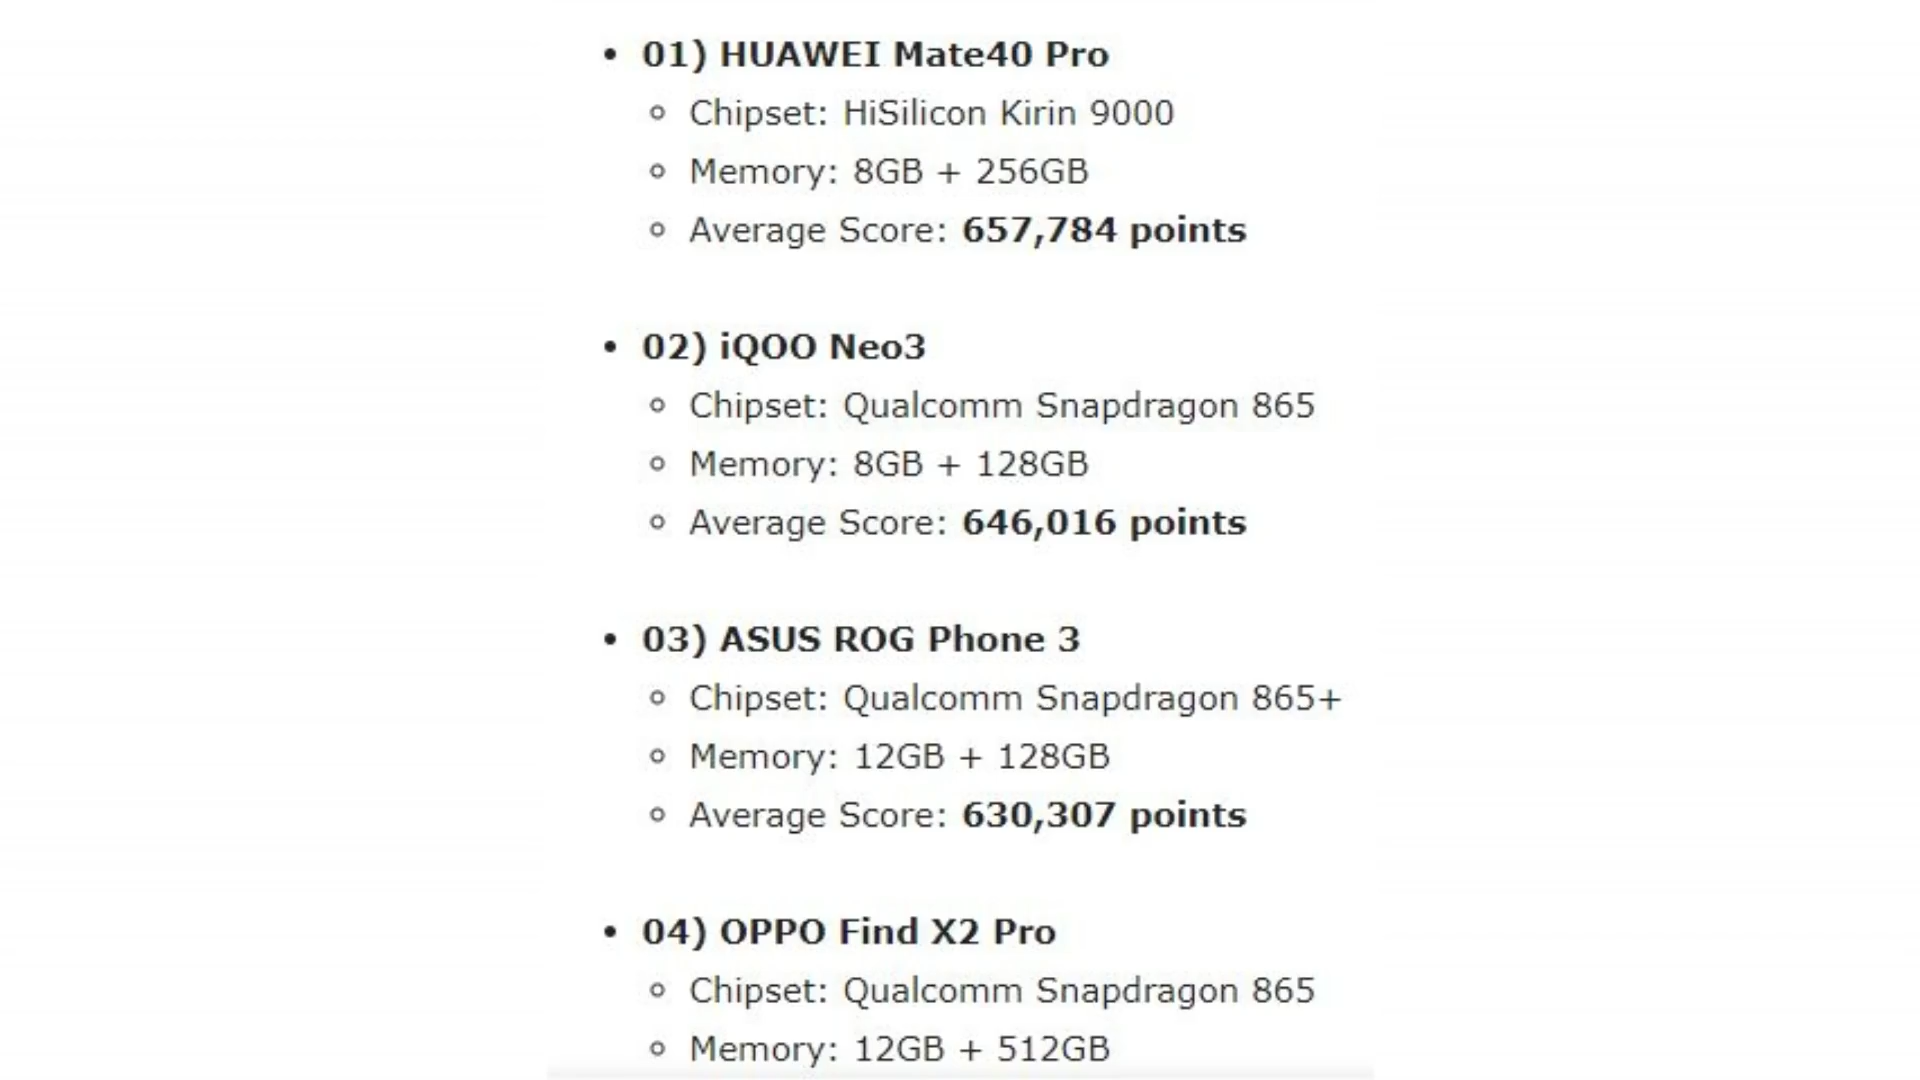 • 01) HUAWEI Mate40 Pro
◦ Chipset: HiSilicon Kirin 9000
◦ Memory: 8GB + 256GB
◦ Average Score: 657,784 points
• 02) iQOO Neo3
◦ Chipset: Qualcomm Snapdragon 865
◦ Memory: 8GB + 128GB
◦ Average Score: 646,016 points
• 03) ASUS ROG Phone 3
◦ Chipset: Qualcomm Snapdragon 865+
◦ Memory: 12GB + 128GB
◦ Average Score: 630,307 points
• 04) OPPO Find X2 Pro
◦ Chipset: Qualcomm Snapdragon 865
◦ Memory: 12GB + 512GB